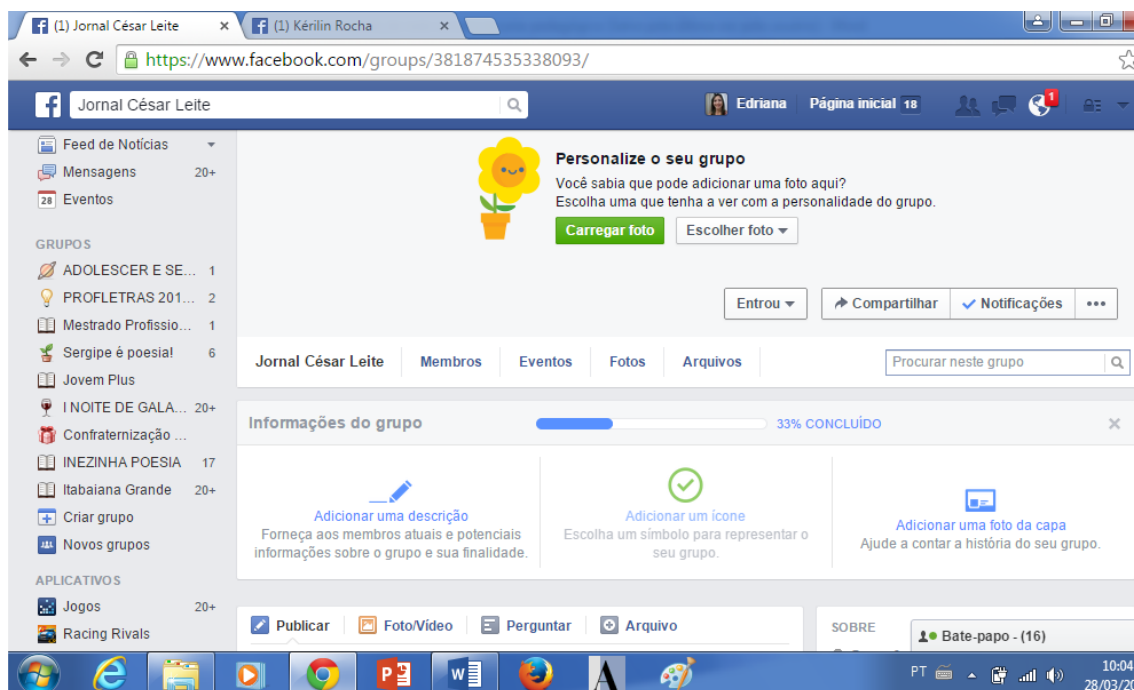 (1) Jornal César Leite
(1) Kérilin Rocha
https://www.facebook.com/groups/381874535338093/
Jornal César Leite
Edriana
Página inicial 18
1
Feed de Notícias
Mensagens 20+
28 Eventos
GRUPOS
ADOLESCER E SE... 1
PROFLETRAS 201... 2
Mestrado Profissio... 1
Sergipe é poesia! 6
Jovem Plus
I NOITE DE GALA... 20+
Confraternização ...
INEZINHA POESIA 17
Itabaiana Grande 20+
Criar grupo
Novos grupos
APLICATIVOS
Jogos 20+
Racing Rivals
Personalize o seu grupo
Você sabia que pode adicionar uma foto aqui?
Escolha uma que tenha a ver com a personalidade do grupo.
Carregar foto
Escolher foto
Entrou
Compartilhar
Notificações
Jornal César Leite
Membros
Eventos
Fotos
Arquivos
Procurar neste grupo
Informações do grupo
33% CONCLUÍDO
Adicionar uma descrição
Forneça aos membros atuais e potenciais
informações sobre o grupo e sua finalidade.
Adicionar um ícone
Escolha um símbolo para representar o
seu grupo.
Adicionar uma foto da capa
Ajude a contar a história do seu grupo.
Publicar
Foto/Vídeo
Perguntar
Arquivo
SOBRE
Bate-papo - (16)
PT
10:04
28/03/20